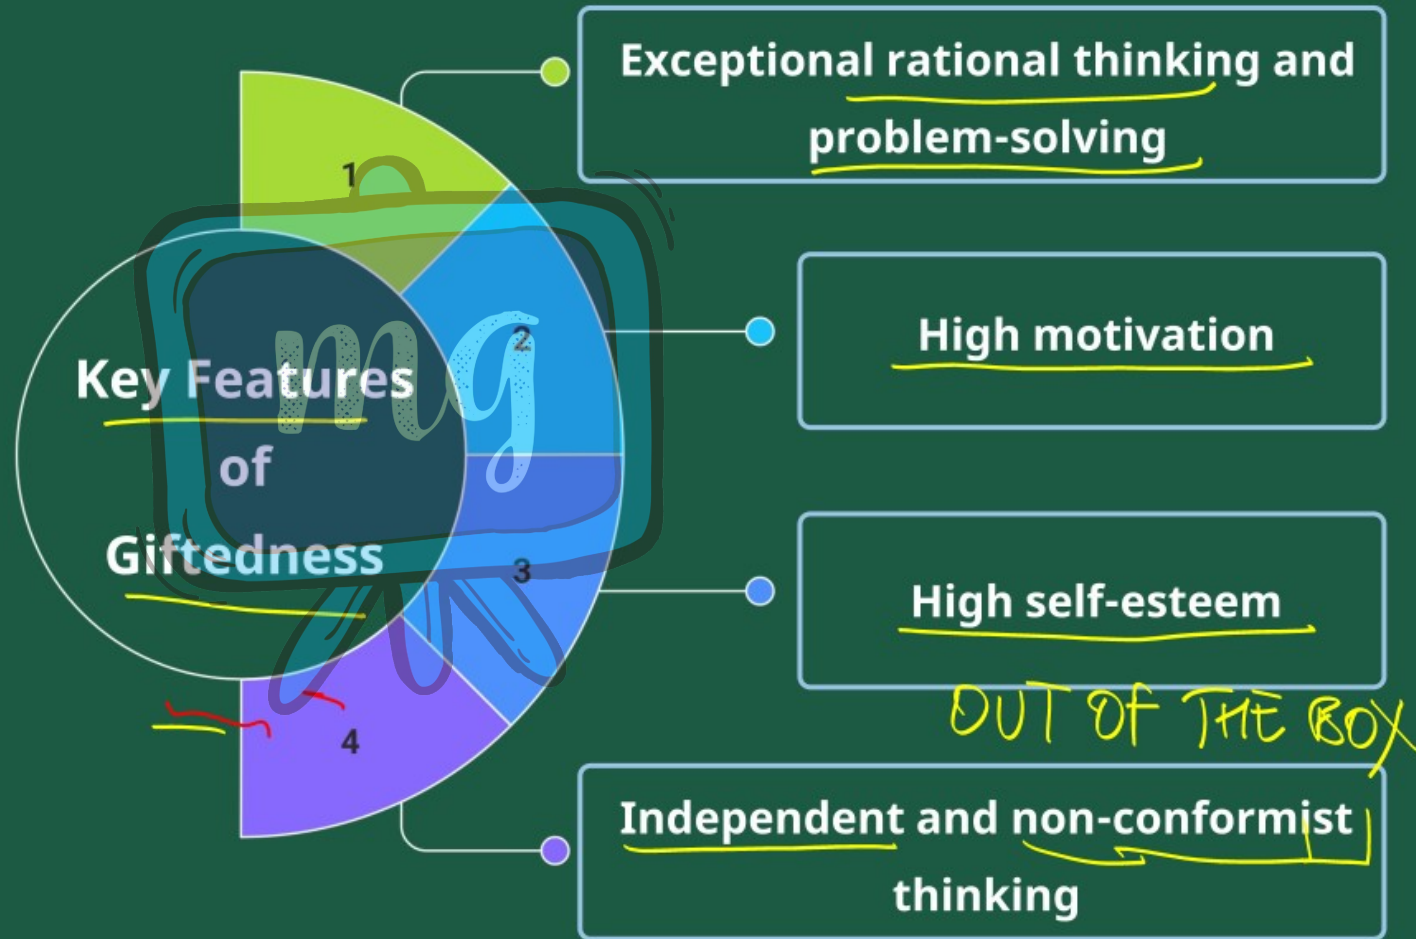 Exceptional rational thinking and
problem-solving
1
2
High motivation
mg
Key Features
of
Giftedness
3
High self-esteem
OUT OF THE BOX
4
Independent and non-conformist
thinking